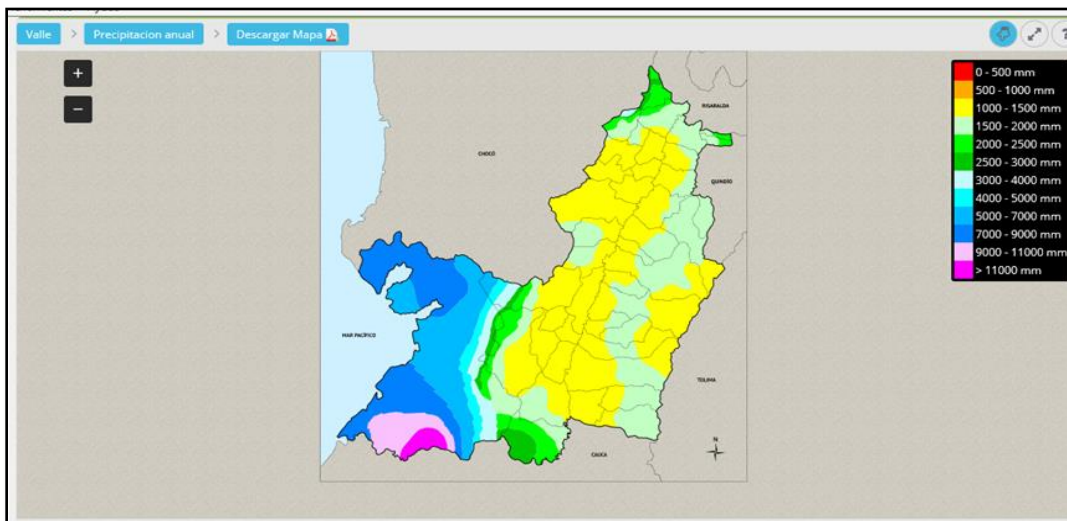 Valle > Precipitacion anual > Descargar Mapa
+
−
?
0 - 500 mm
500 - 1000 mm
1000 - 1500 mm
1500 - 2000 mm
2000 - 2500 mm
2500 - 3000 mm
3000 - 4000 mm
4000 - 5000 mm
5000 - 7000 mm
7000 - 9000 mm
9000 - 11000 mm
> 11000 mm
RISARALDA
CHOCÓ
QUINDÍO
MAR PACÍFICO
TOLIMA
N
CAUCA